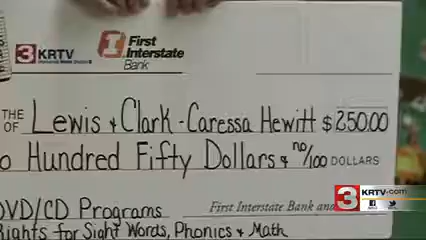 3 KRTV
First Interstate Bank
THE OF Lewis + Clark - Caressa Hewitt $250.00
o Hundred Fifty Dollars & no/100 DOLLARS
First Interstate Bank and
DVD/CD Programs
Rights for Sight Words, Phonics & Math
3 KRTV.com